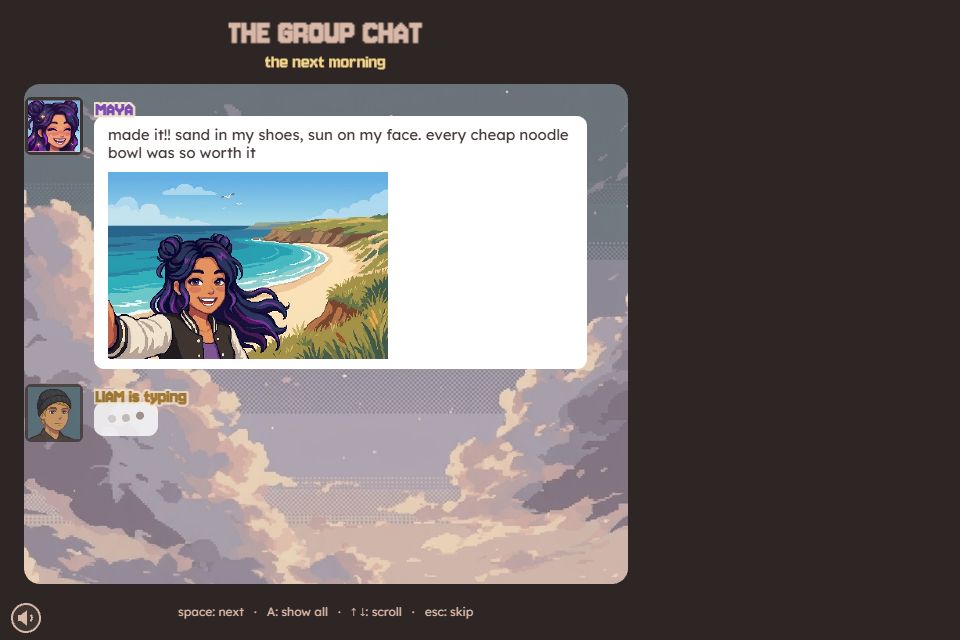 THE GROUP CHAT
the next morning
MAYA
made it!! sand in my shoes, sun on my face. every cheap noodle
bowl was so worth it
LIAM is typing
space: next · A: show all · ↑ ↓: scroll · esc: skip